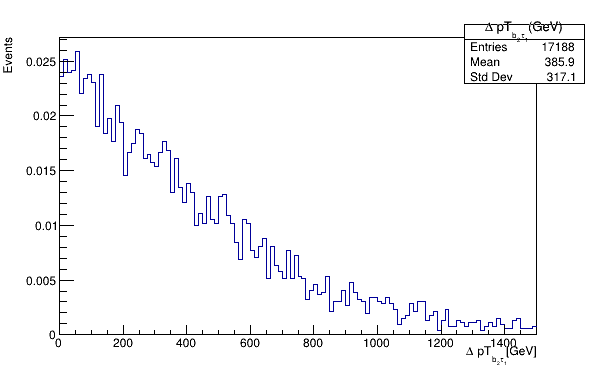 Δ pT_{b₂τ₁}(GeV)
Entries 17188
Mean 385.9
Std Dev 317.1
Events
0.025
0.02
0.015
0.01
0.005
0
0 200 400 600 800 1000 1200 1400
Δ pT_{b₂τ₁}[GeV]